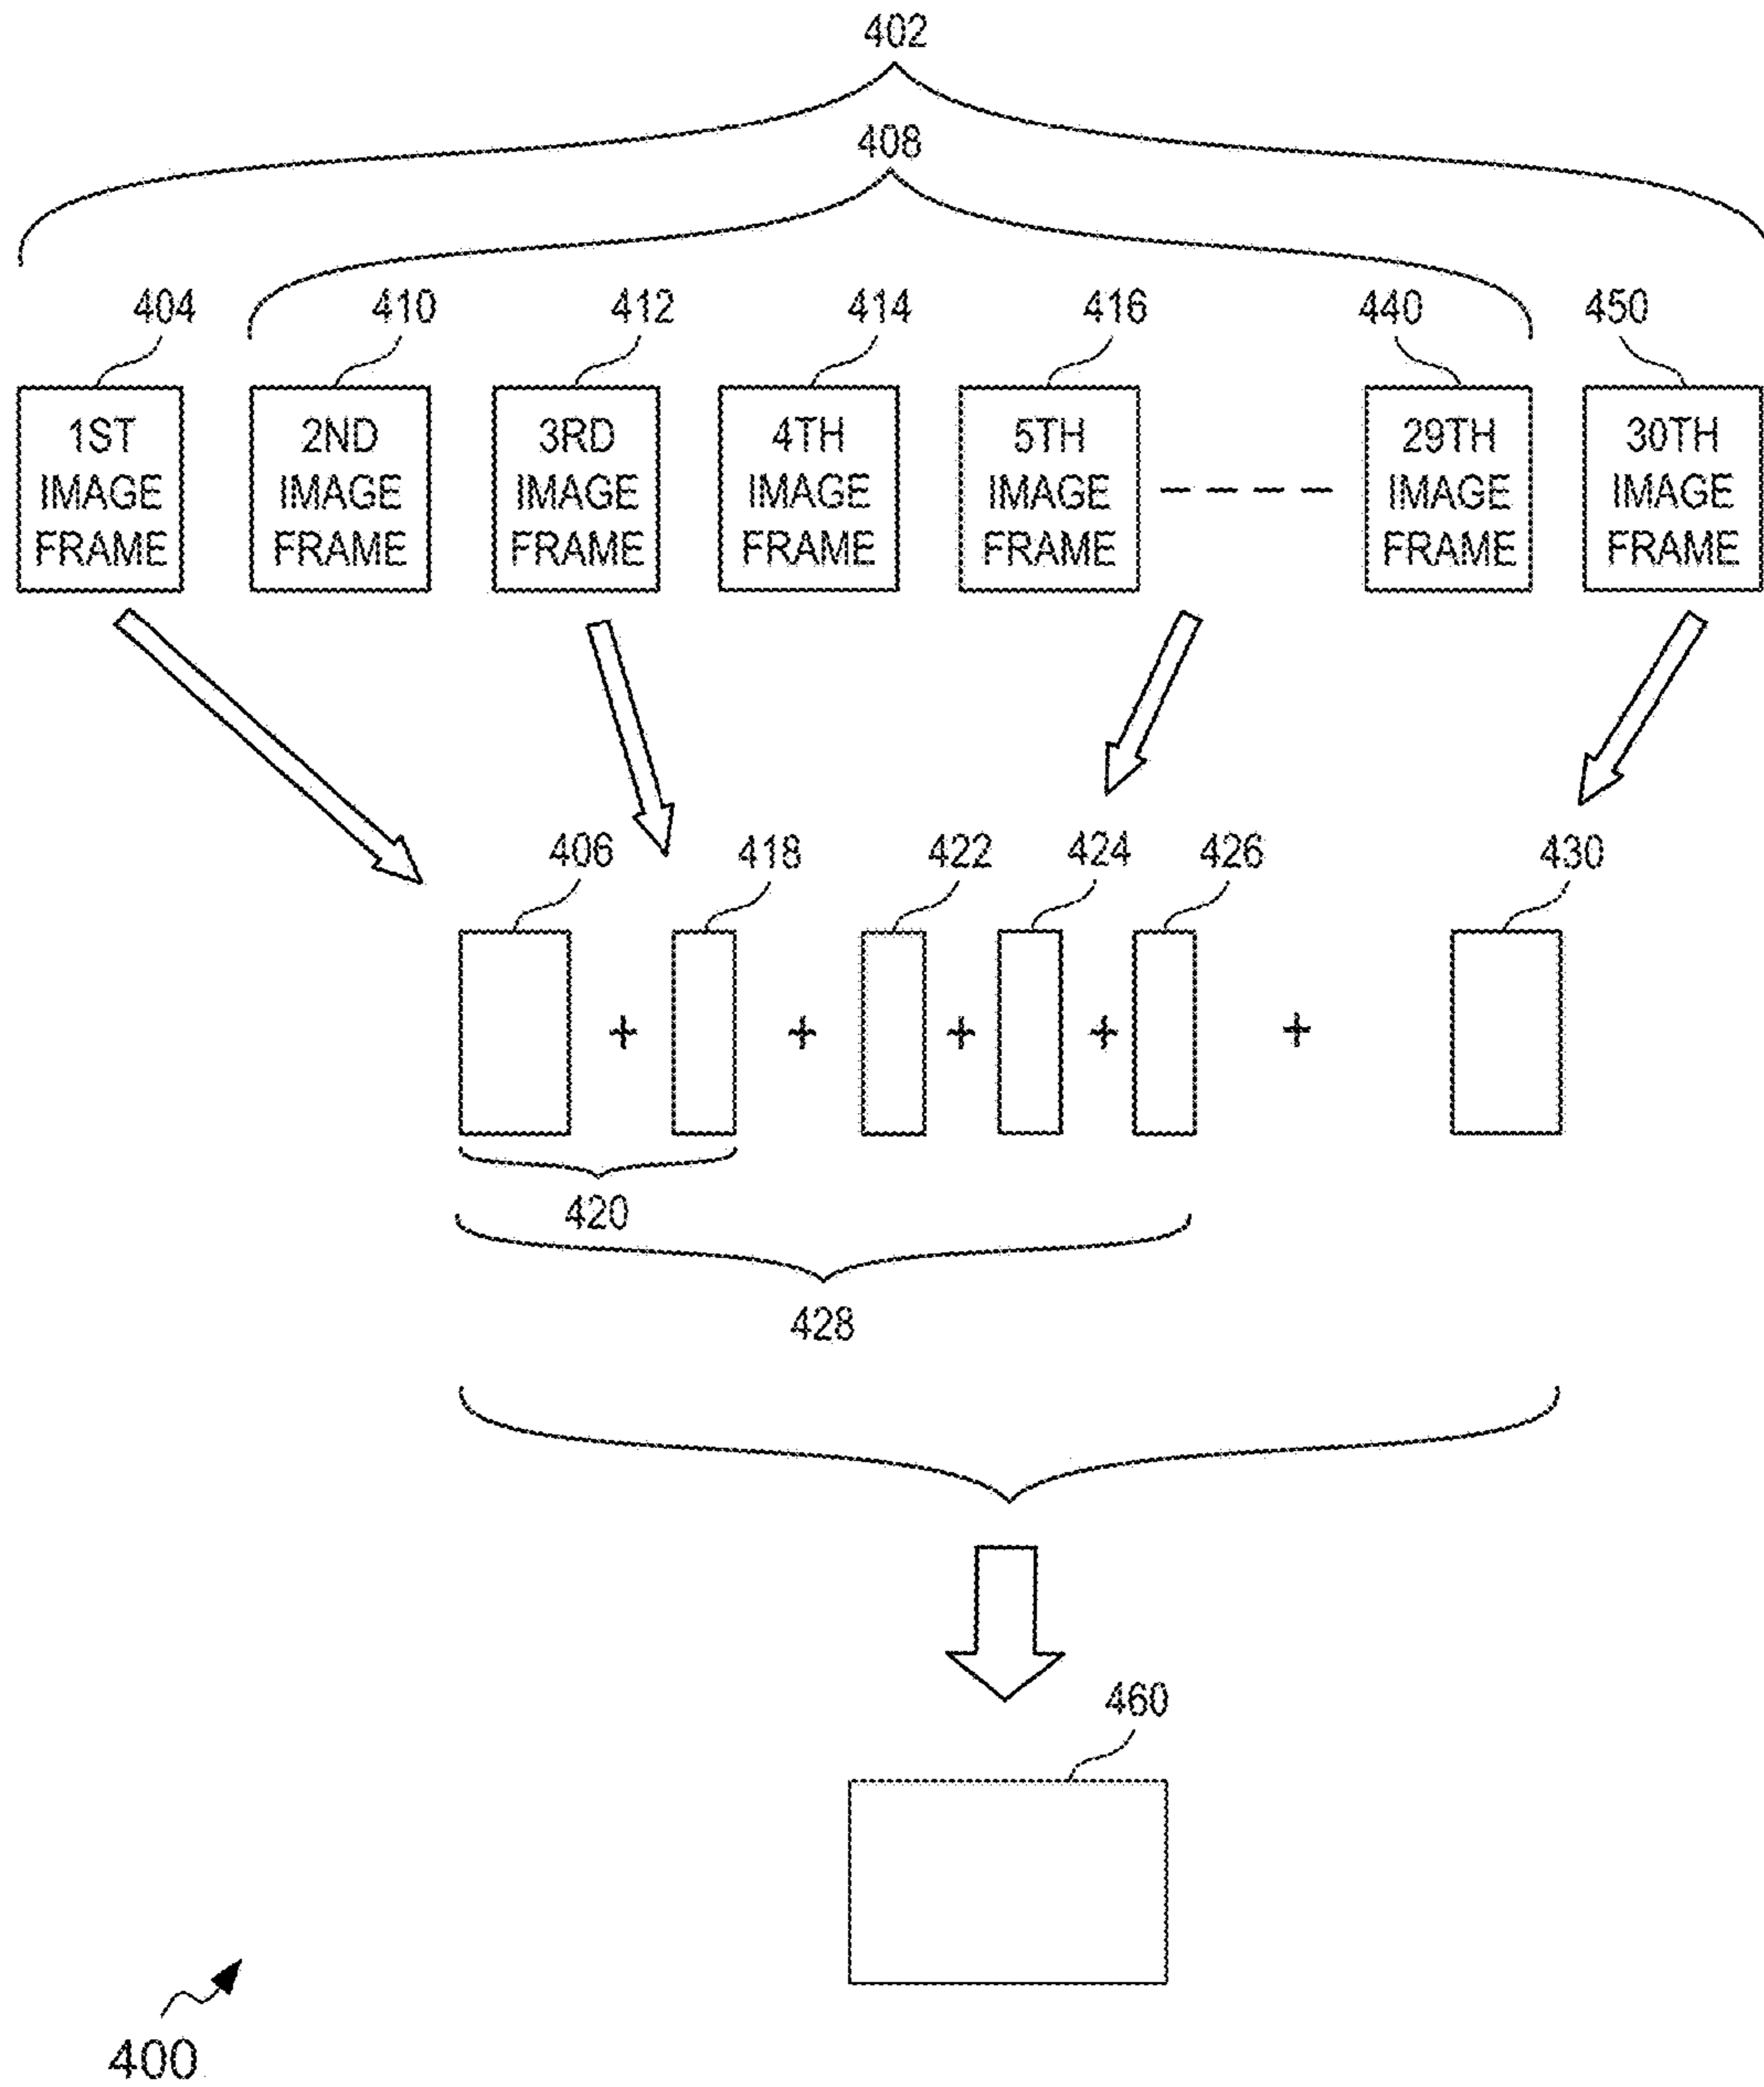 402
408
404
410
412
414
416
440
450
1ST
IMAGE
FRAME
2ND
IMAGE
FRAME
3RD
IMAGE
FRAME
4TH
IMAGE
FRAME
5TH
IMAGE
FRAME
29TH
IMAGE
FRAME
30TH
IMAGE
FRAME
406
418
422
424
426
430
+
+
+
+
+
420
428
460
400